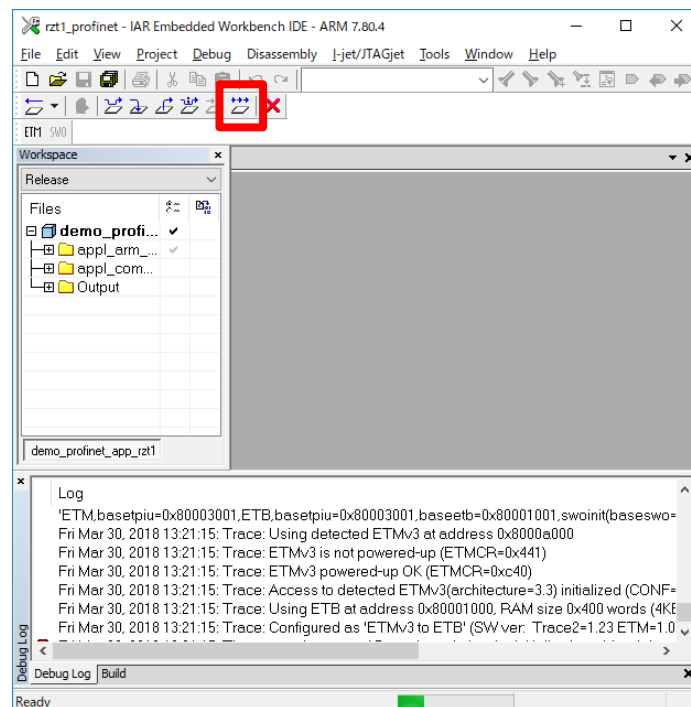 rzt1_profinet - IAR Embedded Workbench IDE - ARM 7.80.4
File Edit View Project Debug Disassembly I-jet/JTAGjet Tools Window Help
ETM SWO
Workspace
Release
Files
demo_profi...
appl_arm_...
appl_com...
Output
demo_profinet_app_rzt1
Log
'ETM,basetpiu=0x80003001,ETB,basetpiu=0x80003001,baseetb=0x80001001,swoinit(baseswo=
Fri Mar 30, 2018 13:21:15: Trace: Using detected ETMv3 at address 0x8000a000
Fri Mar 30, 2018 13:21:15: Trace: ETMv3 is not powered-up (ETMCR=0x441)
Fri Mar 30, 2018 13:21:15: Trace: ETMv3 powered-up OK (ETMCR=0xc40)
Fri Mar 30, 2018 13:21:15: Trace: Access to detected ETMv3(architecture=3.3) initialized (CONF=
Fri Mar 30, 2018 13:21:15: Trace: Using ETB at address 0x80001000, RAM size 0x400 words (4KE
Fri Mar 30, 2018 13:21:15: Trace: Configured as 'ETMv3 to ETB' (SW ver: Trace2=1.23 ETM=1.0
Debug Log
Debug Log Build
Ready